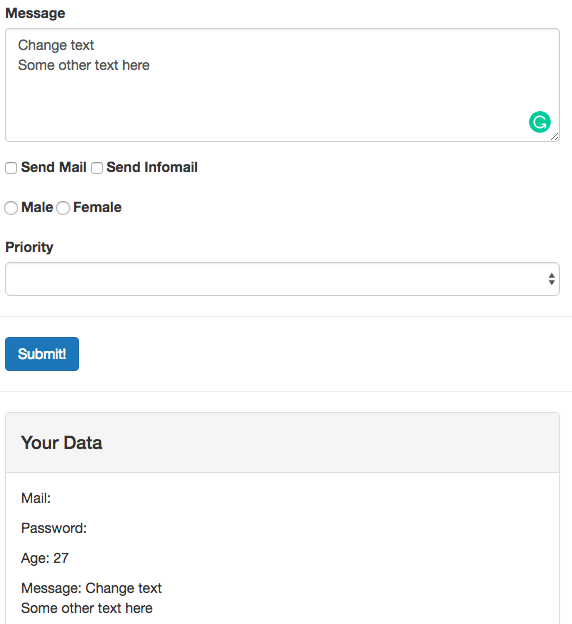 Message
Change text
Some other text here
Send Mail Send Infomail
Male Female
Priority
Submit!
Your Data
Mail:
Password:
Age: 27
Message: Change text
Some other text here